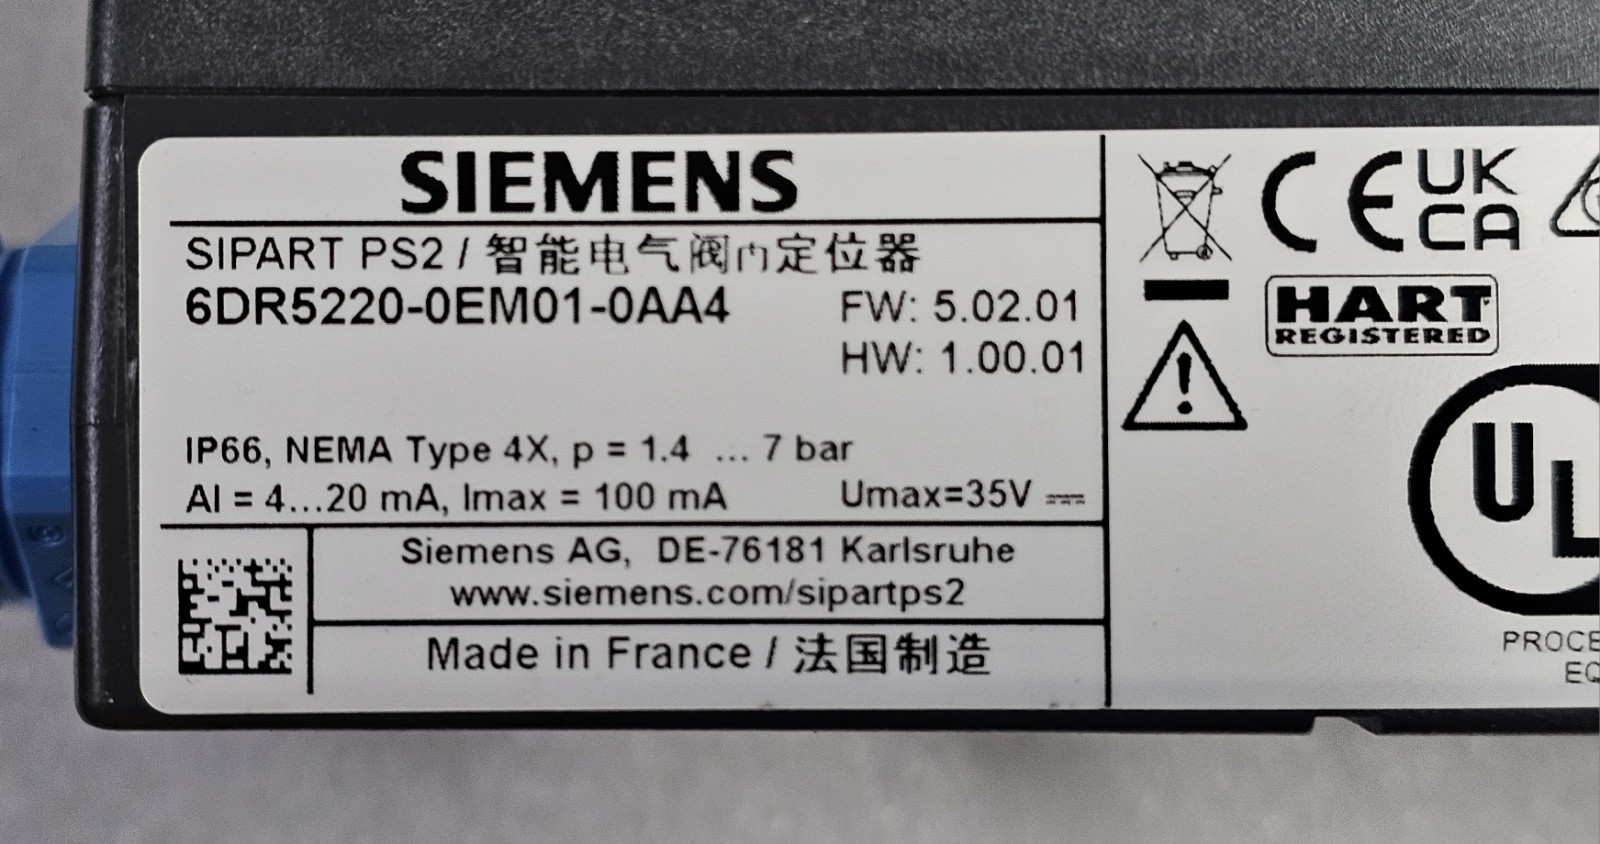 SIEMENS
SIPART PS2 / 智能电气阀门定位器
6DR5220-0EM01-0AA4
FW: 5.02.01
HW: 1.00.01
IP66, NEMA Type 4X, p = 1.4 ... 7 bar
AI = 4...20 mA, Imax = 100 mA
Umax=35V ⎓
Siemens AG, DE-76181 Karlsruhe
www.siemens.com/sipartps2
Made in France / 法国制造
CE UK
CA
HART
REGISTERED
UL
PROCE
EQ